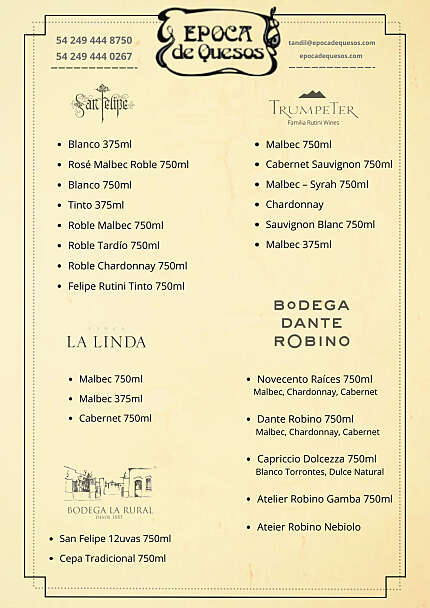 EPOCA
de Quesos
54 249 444 8750
54 249 444 0267
tandil@epocadequesos.com
epocadequesos.com
San Felipe
Blanco 375ml
Rosé Malbec Roble 750ml
Blanco 750ml
Tinto 375ml
Roble Malbec 750ml
Roble Tardío 750ml
Roble Chardonnay 750ml
Felipe Rutini Tinto 750ml
TRUMPETER
Familia Rutini Wines
Malbec 750ml
Cabernet Sauvignon 750ml
Malbec – Syrah 750ml
Chardonnay
Sauvignon Blanc 750ml
Malbec 375ml
FINCA
LA LINDA
Malbec 750ml
Malbec 375ml
Cabernet 750ml
BODEGA
DANTE
ROBINO
Novecento Raíces 750ml
Malbec, Chardonnay, Cabernet
Dante Robino 750ml
Malbec, Chardonnay, Cabernet
Capriccio Dolcezza 750ml
Blanco Torrontes, Dulce Natural
Atelier Robino Gamba 750ml
Ateier Robino Nebiolo
BODEGA LA RURAL
DESDE 1885
San Felipe 12uvas 750ml
Cepa Tradicional 750ml